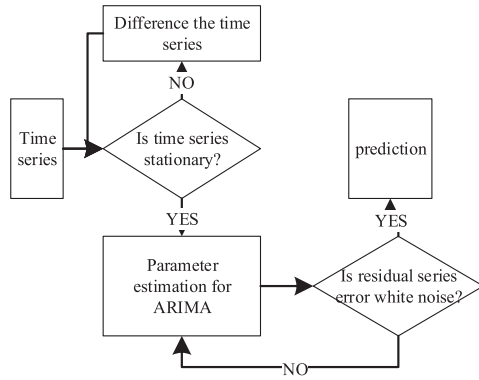 Difference the time
series
NO
Time
series
Is time series
stationary?
prediction
YES
YES
Parameter
estimation for
ARIMA
Is residual series
error white noise?
NO